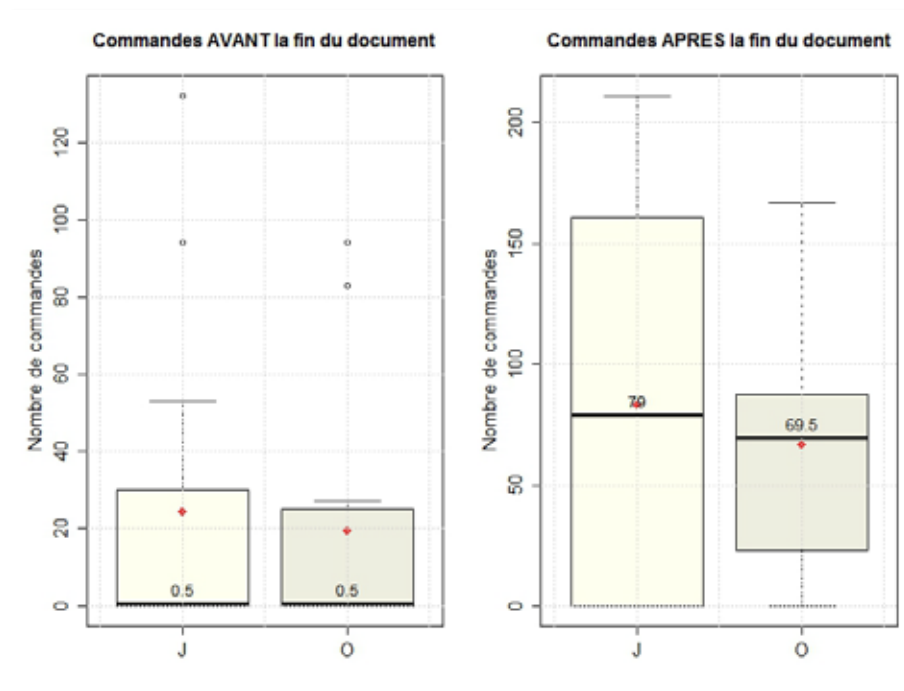 Commandes AVANT la fin du document
Nombre de commandes
120
100
80
60
40
20
0
0.5
0.5
J
O
Commandes APRES la fin du document
Nombre de commandes
200
150
100
50
0
79
69.5
J
O